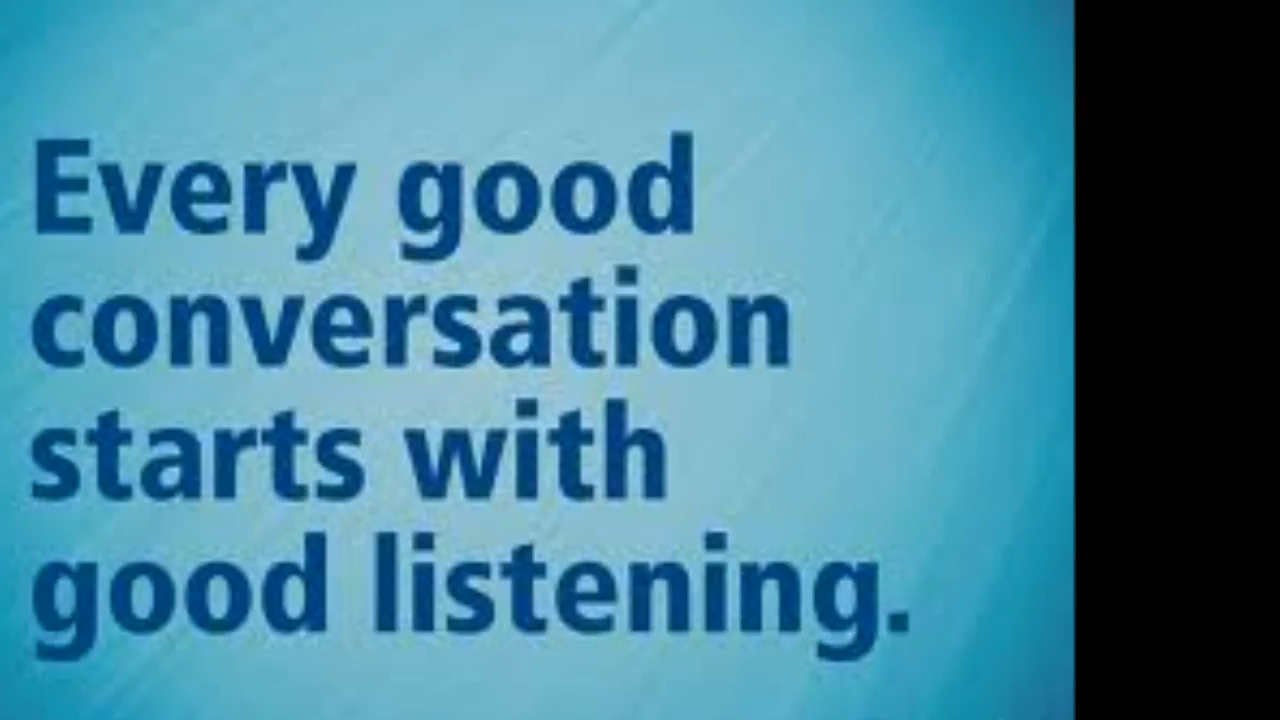 Every good
conversation
starts with
good listening.